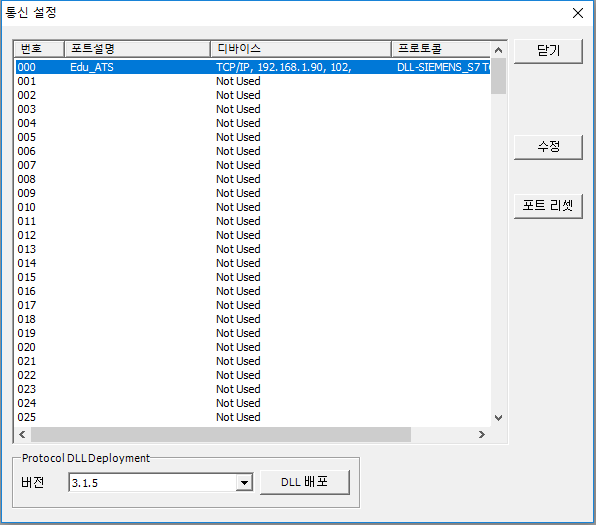 통신 설정
번호 포트설명 디바이스 프로토콜
000 Edu_ATS TCP/IP, 192.168.1.90, 102, DLL-SIEMENS_S7 TC
001 Not Used
002 Not Used
003 Not Used
004 Not Used
005 Not Used
006 Not Used
007 Not Used
008 Not Used
009 Not Used
010 Not Used
011 Not Used
012 Not Used
013 Not Used
014 Not Used
015 Not Used
016 Not Used
017 Not Used
018 Not Used
019 Not Used
020 Not Used
021 Not Used
022 Not Used
023 Not Used
024 Not Used
025 Not Used
닫기
수정
포트 리셋
Protocol DLL Deployment
버전 3.1.5 DLL 배포